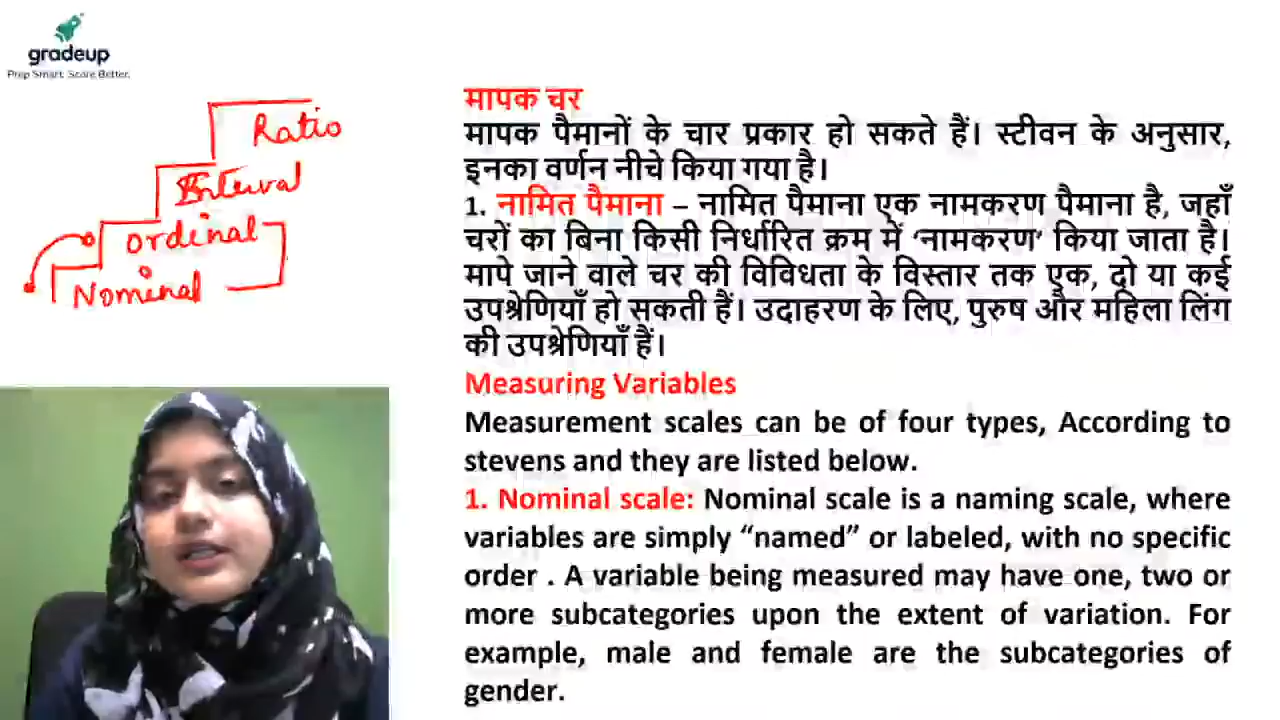 gradeup
Prep Smart. Score Better.
Ratio
Interval
Ordinal
Nominal
मापक चर
मापक पैमानों के चार प्रकार हो सकते हैं। स्टीवन के अनुसार,
इनका वर्णन नीचे किया गया है।
1. नामित पैमाना – नामित पैमाना एक नामकरण पैमाना है, जहाँ
चरों का बिना किसी निर्धारित क्रम में ‘नामकरण’ किया जाता है।
मापे जाने वाले चर की विविधता के विस्तार तक एक, दो या कई
उपश्रेणियाँ हो सकती हैं। उदाहरण के लिए, पुरुष और महिला लिंग
की उपश्रेणियाँ हैं।
Measuring Variables
Measurement scales can be of four types, According to
stevens and they are listed below.
1. Nominal scale: Nominal scale is a naming scale, where
variables are simply “named” or labeled, with no specific
order . A variable being measured may have one, two or
more subcategories upon the extent of variation. For
example, male and female are the subcategories of
gender.